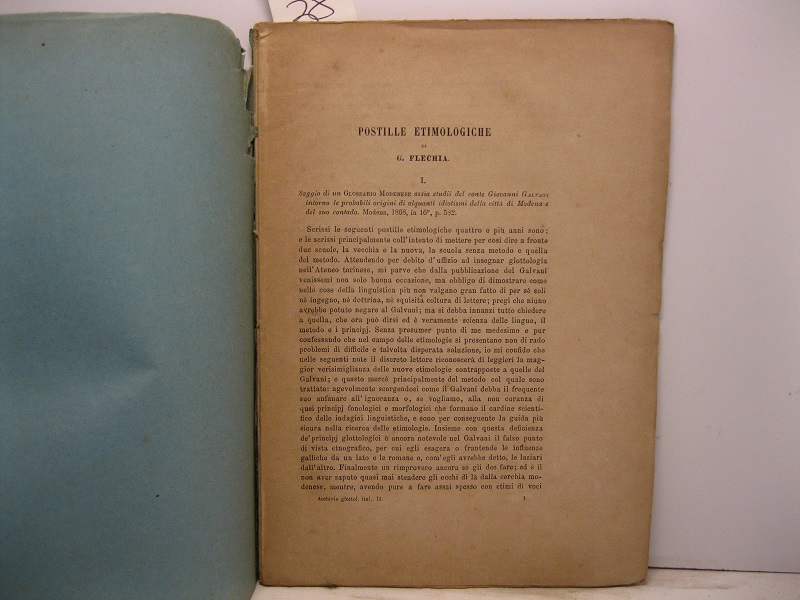 28
POSTILLE ETIMOLOGICHE
DI
G. FLECHIA.
I.
Saggio di un GLOSSARIO MODENESE ossia studii del conte Giovanni GALVANI
intorno le probabili origini di alquanti idiotismi della città di Modena e
del suo contado. Modena, 1868, in 16°, p. 582.
Scrissi le seguenti postille etimologiche quattro e più anni sono;
e le scrissi principalmente coll'intento di mettere per così dire a fronte
due scuole, la vecchia e la nuova, la scuola senza metodo e quella
del metodo. Attendendo per debito d'uffizio ad insegnar glottologia
nell'Ateneo torinese, mi parve che dalla pubblicazione del Galvani
venissemi non solo buona occasione, ma obbligo di dimostrare come
nelle cose della linguistica più non valgano gran fatto di per sè soli
nè ingegno, nè dottrina, nè squisita coltura di lettere; pregi che niuno
avrebbe potuto negare al Galvani; ma si debba innanzi tutto chiedere
a quella, che ora può dirsi ed è veramente scienza delle lingue, il
metodo e i principj. Senza presumer punto di me medesimo e pur
confessando che nel campo delle etimologie si presentano non di rado
problemi di difficile e talvolta disperata soluzione, io mi confido che
nelle seguenti note il discreto lettore riconoscerà di leggieri la mag-
gior verisimiglianza delle nuove etimologie contrapposte a quelle del
Galvani; e questo mercè principalmente del metodo col quale sono
trattate: agevolmente scorgendosi come il Galvani debba il frequente
suo anfanare all'ignoranza o, se vogliamo, alla non curanza di
quei principj fonologici e morfologici che formano il cardine scienti-
fico delle indagini linguistiche, e sono per conseguente la guida più
sicura nella ricerca delle etimologie. Insieme con questa deficienza
de'principj glottologici è ancora notevole nel Galvani il falso punto
di vista etnografico, per cui egli esagera o frantende le influenze
galliche da un lato e le romane o, com'egli avrebbe detto, le laziari
dall'altro. Finalmente un rimprovero ancora se gli dee fare; ed è il
non aver saputo quasi mai stendere gli occhi di là dalla cerchia mo-
denese, mentre, avendo pure a fare assai spesso con etimi di voci
Archivio glottol. ital., II.
1